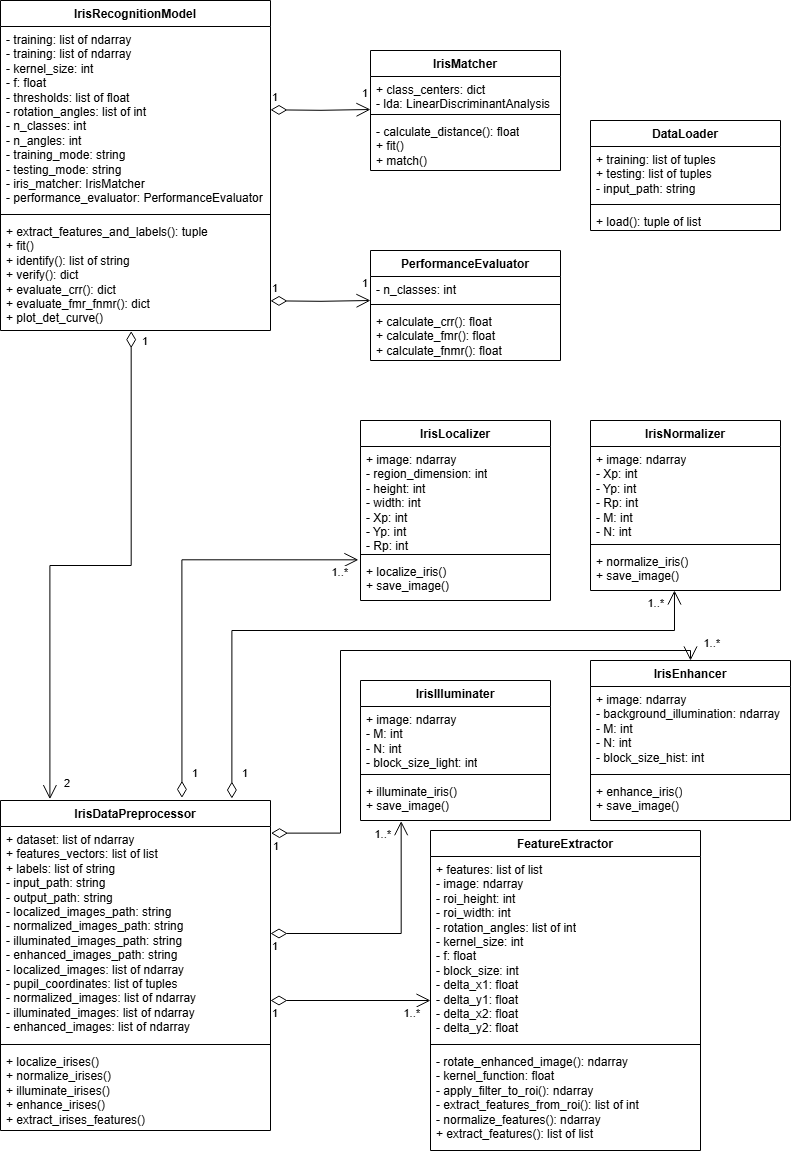 IrisRecognitionModel
- training: list of ndarray
- training: list of ndarray
- kernel_size: int
- f: float
- thresholds: list of float
- rotation_angles: list of int
- n_classes: int
- n_angles: int
- training_mode: string
- testing_mode: string
- iris_matcher: IrisMatcher
- performance_evaluator: PerformanceEvaluator
+ extract_features_and_labels(): tuple
+ fit()
+ identify(): list of string
+ verify(): dict
+ evaluate_crr(): dict
+ evaluate_fmr_fnmr(): dict
+ plot_det_curve()
1
1
IrisMatcher
+ class_centers: dict
- lda: LinearDiscriminantAnalysis
- calculate_distance(): float
+ fit()
+ match()
DataLoader
+ training: list of tuples
+ testing: list of tuples
- input_path: string
+ load(): tuple of list
1
1
PerformanceEvaluator
- n_classes: int
+ calculate_crr(): float
+ calculate_fmr(): float
+ calculate_fnmr(): float
1
2
IrisLocalizer
+ image: ndarray
- region_dimension: int
- height: int
- width: int
- Xp: int
- Yp: int
- Rp: int
+ localize_iris()
+ save_image()
1..*
1
IrisNormalizer
+ image: ndarray
- Xp: int
- Yp: int
- Rp: int
- M: int
- N: int
+ normalize_iris()
+ save_image()
1..*
1
1..*
IrisEnhancer
+ image: ndarray
- background_illumination: ndarray
- M: int
- N: int
- block_size_hist: int
+ enhance_iris()
+ save_image()
IrisIlluminater
+ image: ndarray
- M: int
- N: int
- block_size_light: int
+ illuminate_iris()
+ save_image()
1..*
IrisDataPreprocessor
+ dataset: list of ndarray
+ features_vectors: list of list
+ labels: list of string
- input_path: string
- output_path: string
- localized_images_path: string
- normalized_images_path: string
- illuminated_images_path: string
- enhanced_images_path: string
- localized_images: list of ndarray
- pupil_coordinates: list of tuples
- normalized_images: list of ndarray
- illuminated_images: list of ndarray
- enhanced_images: list of ndarray
+ localize_irises()
+ normalize_irises()
+ illuminate_irises()
+ enhance_irises()
+ extract_irises_features()
1
1
1
1..*
FeatureExtractor
+ features: list of list
- image: ndarray
- roi_height: int
- roi_width: int
- rotation_angles: list of int
- kernel_size: int
- f: float
- block_size: int
- delta_x1: float
- delta_y1: float
- delta_x2: float
- delta_y2: float
- rotate_enhanced_image(): ndarray
- kernel_function: float
- apply_filter_to_roi(): ndarray
- extract_features_from_roi(): list of int
- normalize_features(): ndarray
+ extract_features(): list of list